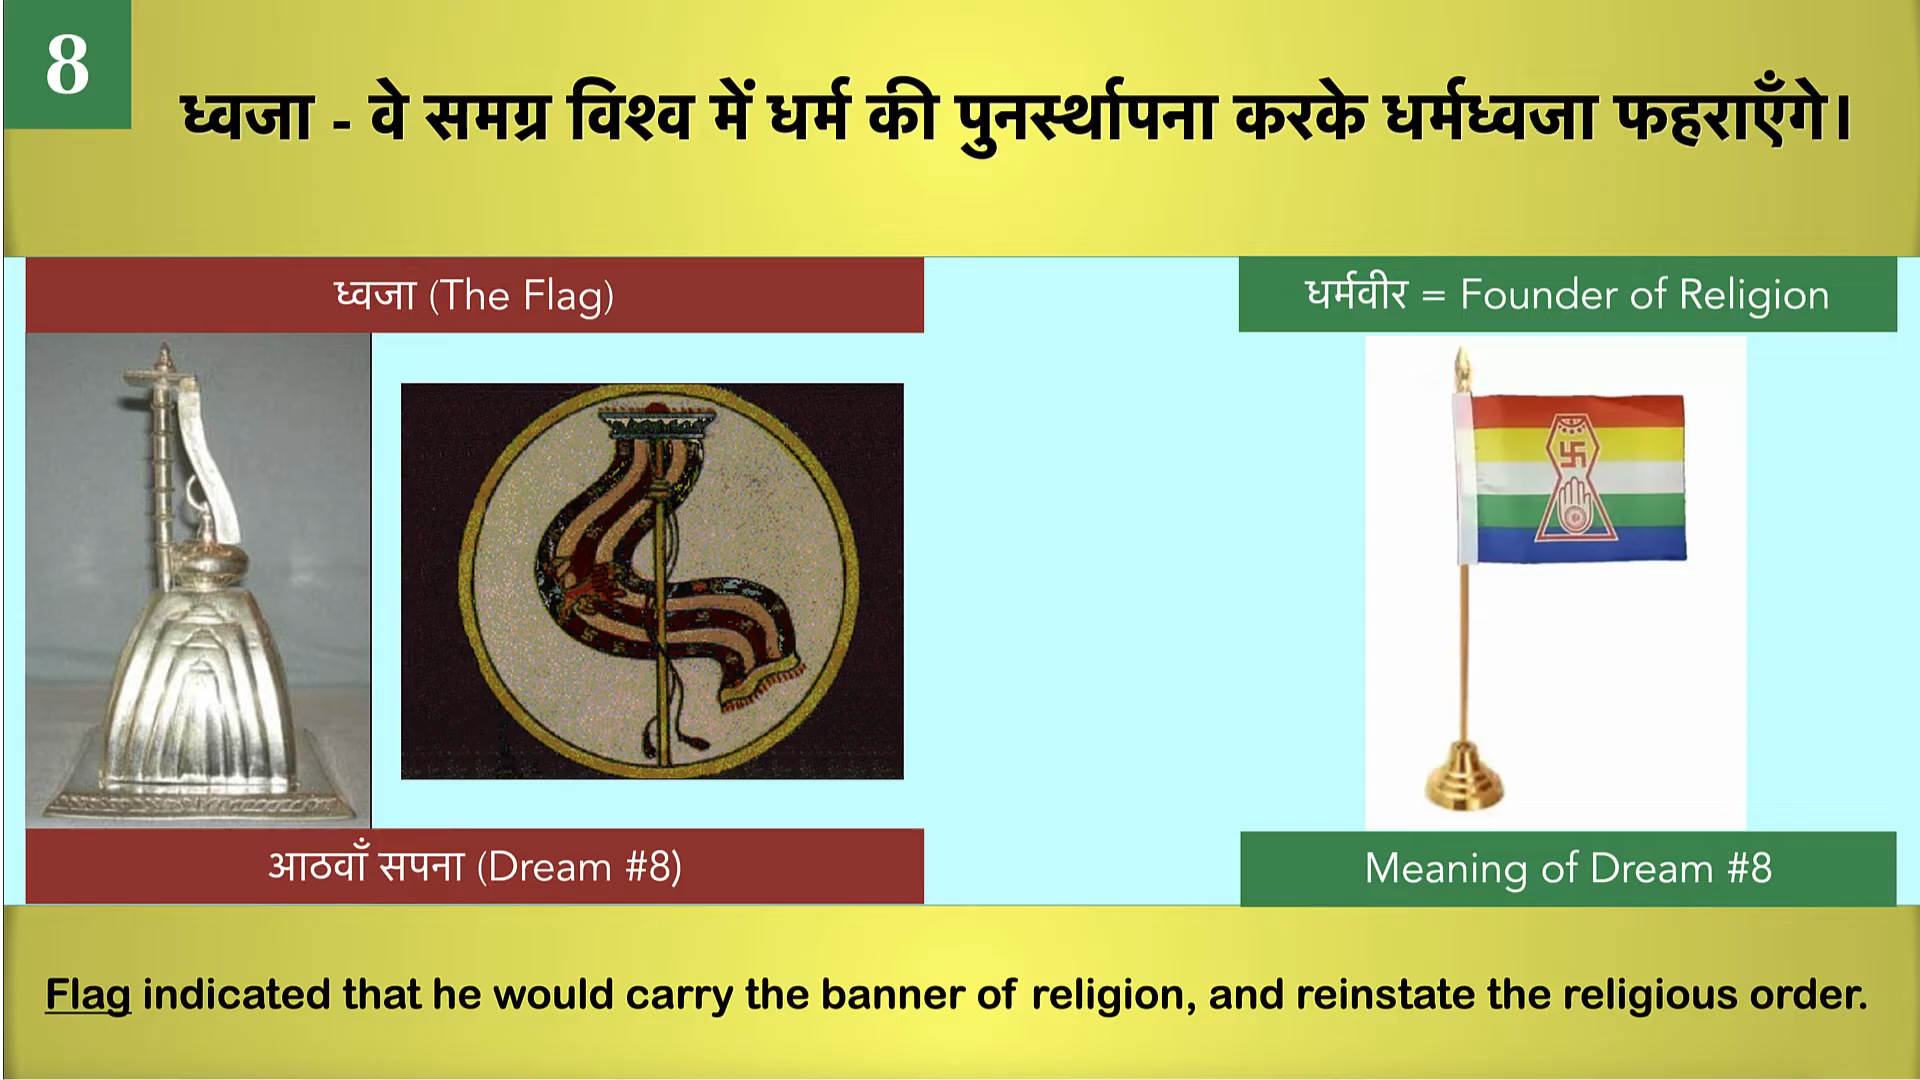 8
ध्वजा - वे समग्र विश्व में धर्म की पुनर्स्थापना करके धर्मध्वजा फहराएँगे।
ध्वजा (The Flag)
धर्मवीर = Founder of Religion
आठवाँ सपना (Dream #8)
Meaning of Dream #8
Flag indicated that he would carry the banner of religion, and reinstate the religious order.